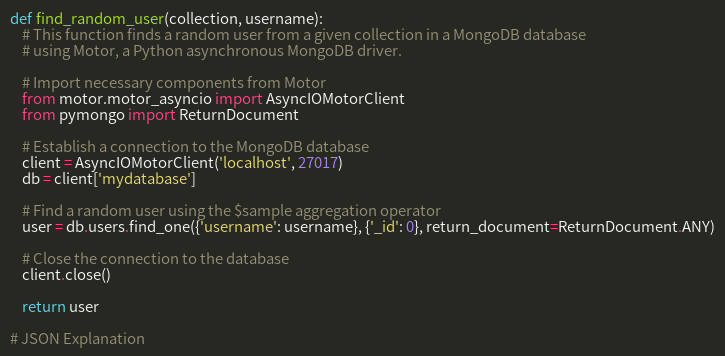 def find_random_user(collection, username):
# This function finds a random user from a given collection in a MongoDB database
# using Motor, a Python asynchronous MongoDB driver.
# Import necessary components from Motor
from motor.motor_asyncio import AsyncIOMotorClient
from pymongo import ReturnDocument
# Establish a connection to the MongoDB database
client = AsyncIOMotorClient('localhost', 27017)
db = client['mydatabase']
# Find a random user using the $sample aggregation operator
user = db.users.find_one({'username': username}, {'_id': 0}, return_document=ReturnDocument.ANY)
# Close the connection to the database
client.close()
return user
# JSON Explanation